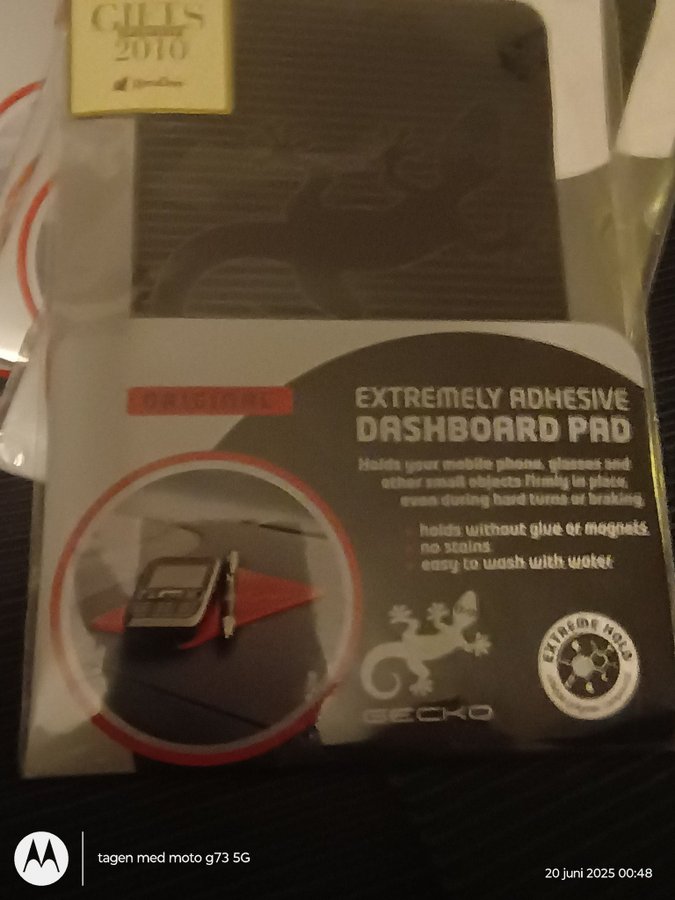 GIFTS
2010
ORIGINAL
EXTREMELY ADHESIVE
DASHBOARD PAD
Holds your mobile phone, glasses and
other small objects firmly in place,
even during hard turns or braking.
holds without glue or magnets
no stains
easy to wash with water
EXTREME HOLD
GECKO
tagen med moto g73 5G
20 juni 2025 00:48